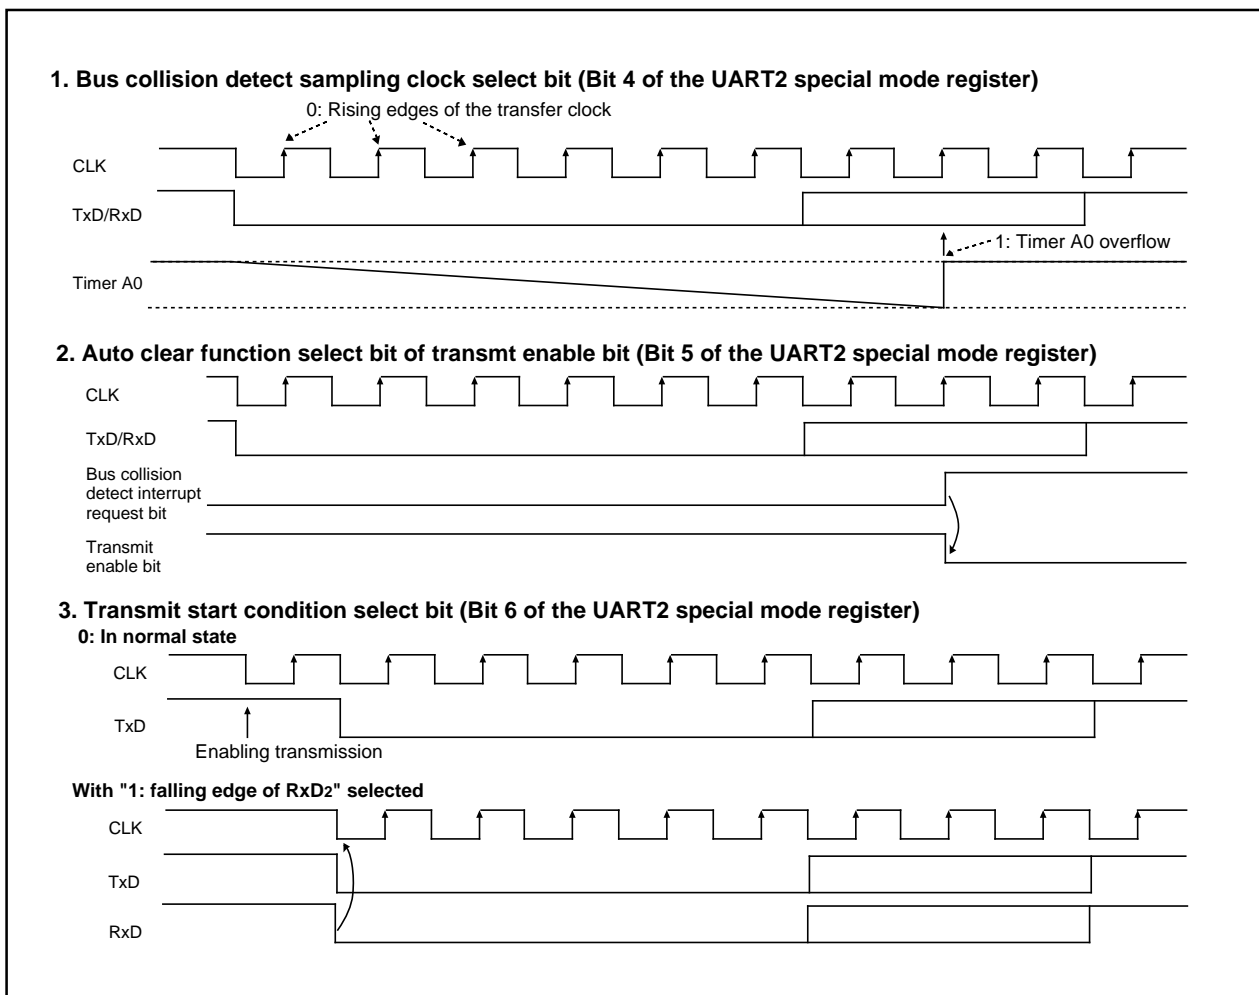 1. Bus collision detect sampling clock select bit (Bit 4 of the UART2 special mode register)
0: Rising edges of the transfer clock
CLK
TxD/RxD
1: Timer A0 overflow
Timer A0
2. Auto clear function select bit of transmt enable bit (Bit 5 of the UART2 special mode register)
CLK
TxD/RxD
Bus collision
detect interrupt
request bit
Transmit
enable bit
3. Transmit start condition select bit (Bit 6 of the UART2 special mode register)
0: In normal state
CLK
TxD
Enabling transmission
With "1: falling edge of RxD2" selected
CLK
TxD
RxD